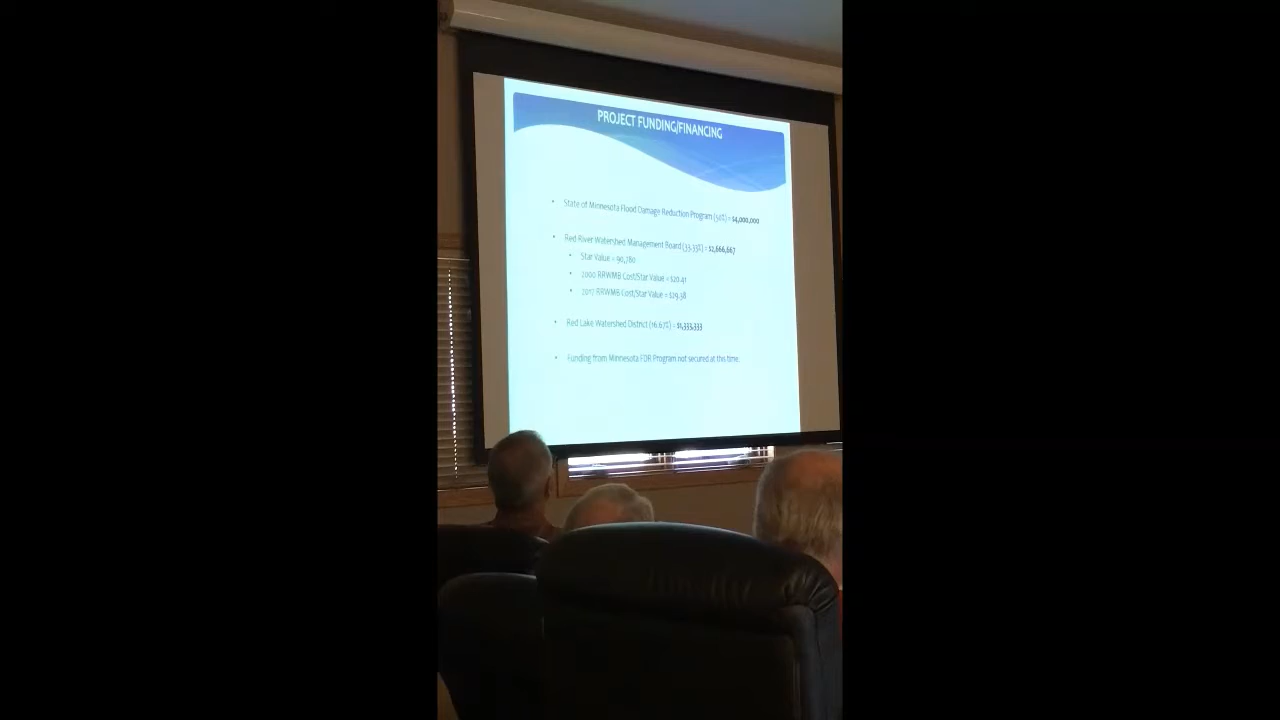 PROJECT FUNDING/FINANCING
• State of Minnesota Flood Damage Reduction Program (50%) = $4,000,000
• Red River Watershed Management Board (33.33%) = $2,666,667
• Star Value = 90,780
• 2000 RRWMB Cost/Star Value = $20.41
• 2017 RRWMB Cost/Star Value = $29.38
• Red Lake Watershed District (16.67%) = $1,333,333
• Funding from Minnesota FDR Program not secured at this time.